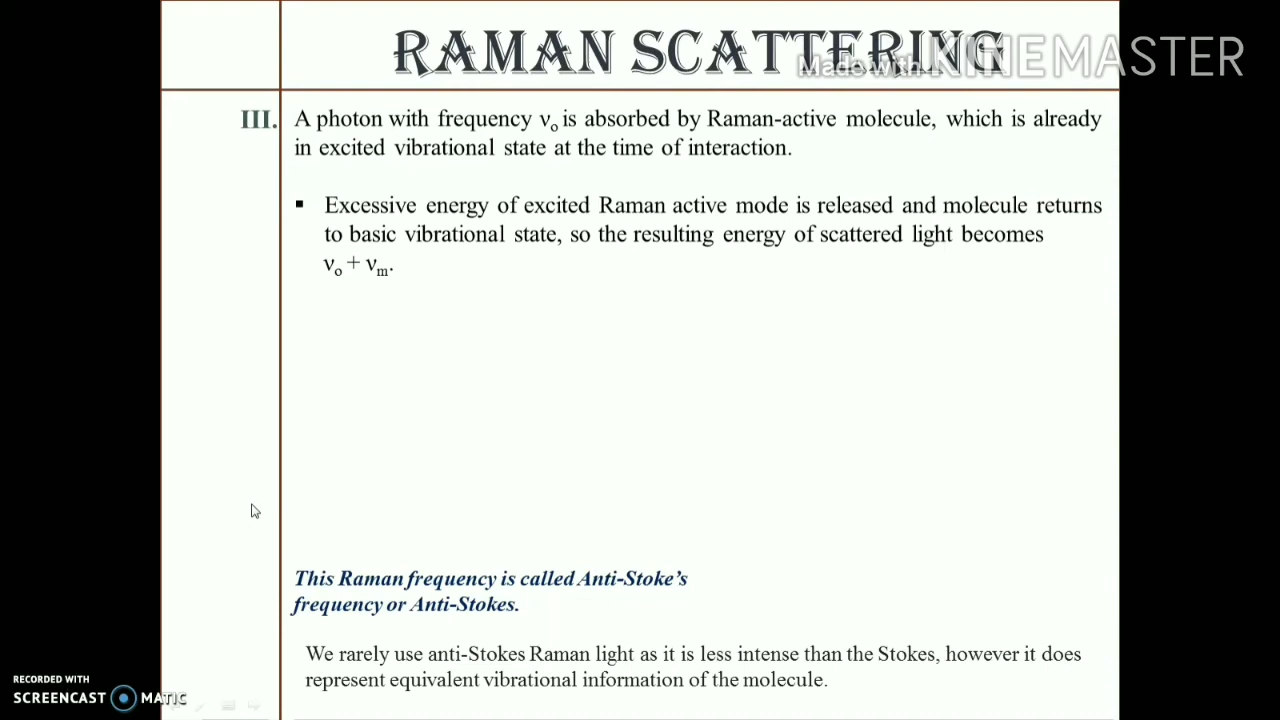 RAMAN SCATTERING
Made with KINEMASTER
III. A photon with frequency νo is absorbed by Raman-active molecule, which is already
in excited vibrational state at the time of interaction.
▪ Excessive energy of excited Raman active mode is released and molecule returns
to basic vibrational state, so the resulting energy of scattered light becomes
νo + νm.
This Raman frequency is called Anti-Stoke’s
frequency or Anti-Stokes.
We rarely use anti-Stokes Raman light as it is less intense than the Stokes, however it does
represent equivalent vibrational information of the molecule.
RECORDED WITH
SCREENCAST MATIC